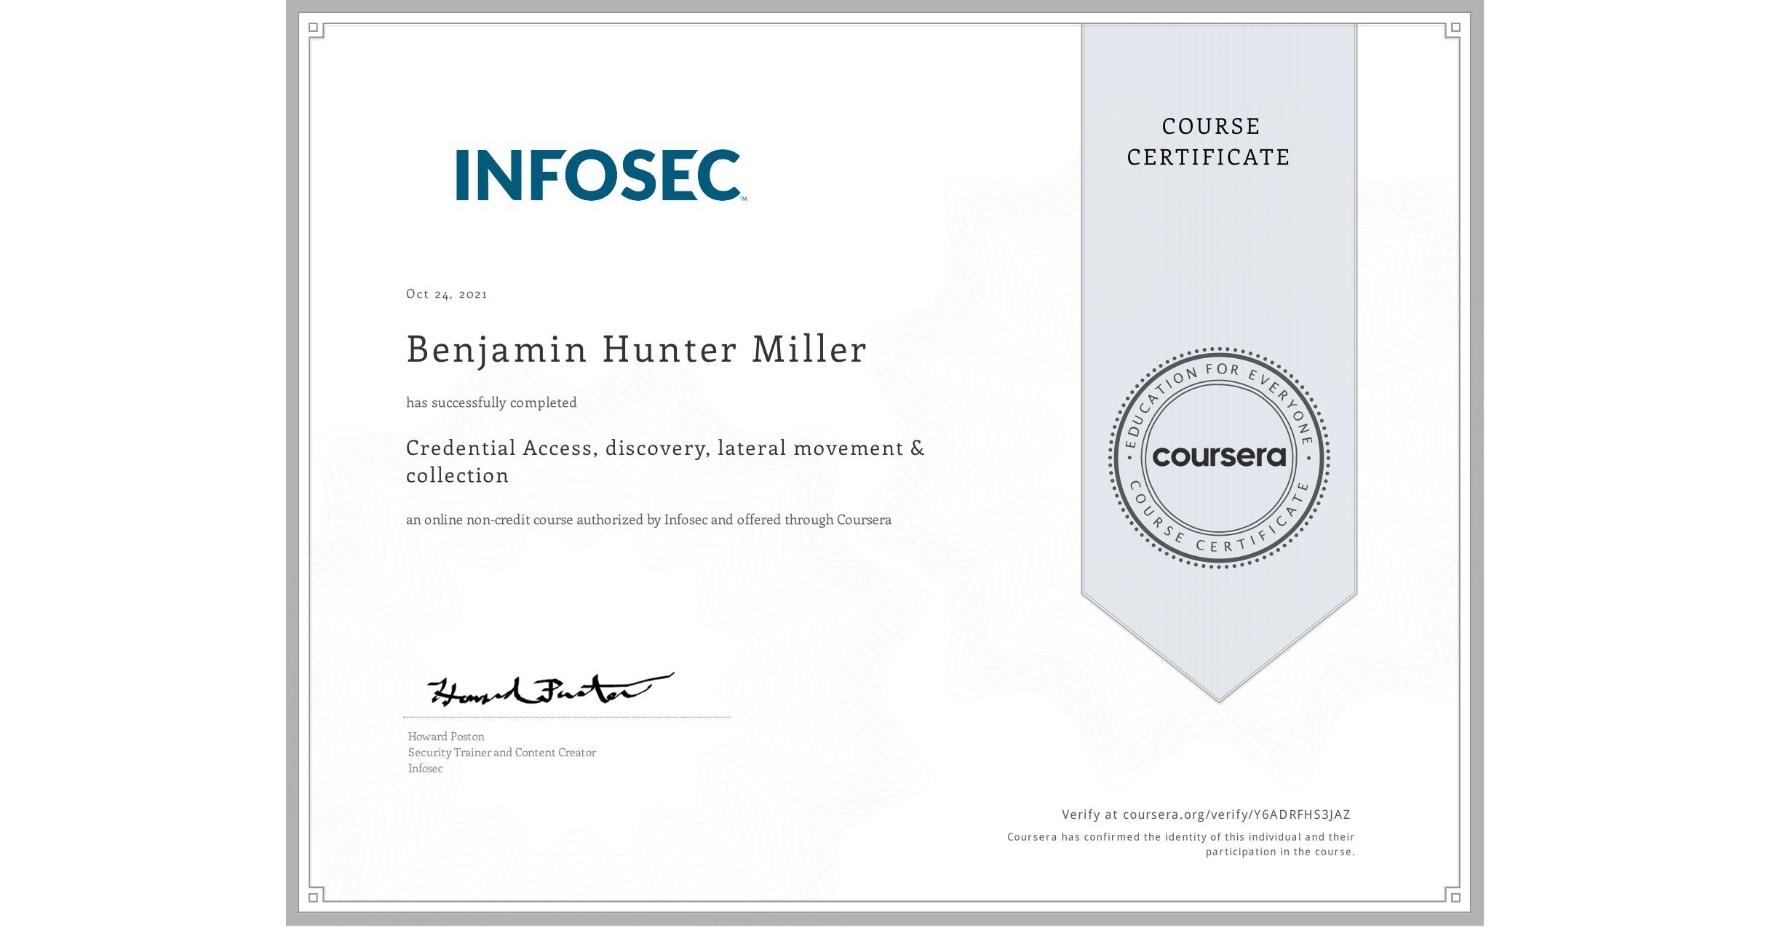 INFOSEC™
COURSE
CERTIFICATE
Oct 24, 2021
Benjamin Hunter Miller
has successfully completed
Credential Access, discovery, lateral movement &
collection
an online non-credit course authorized by Infosec and offered through Coursera
EDUCATION FOR EVERYONE
coursera
COURSE CERTIFICATE
Howard Poston
Howard Poston
Security Trainer and Content Creator
Infosec
Verify at coursera.org/verify/Y6ADRFHS3JAZ
Coursera has confirmed the identity of this individual and their
participation in the course.